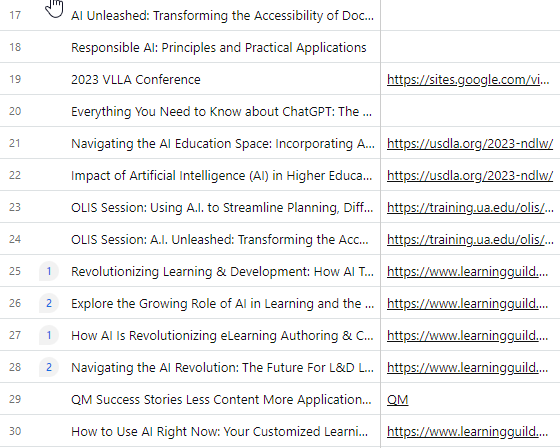 17 AI Unleashed: Transforming the Accessibility of Doc...
18 Responsible AI: Principles and Practical Applications
19 2023 VLLA Conference https://sites.google.com/vi...
20 Everything You Need to Know about ChatGPT: The ...
21 Navigating the AI Education Space: Incorporating A... https://usdla.org/2023-ndlw/
22 Impact of Artificial Intelligence (AI) in Higher Educa... https://usdla.org/2023-ndlw/
23 OLIS Session: Using A.I. to Streamline Planning, Diff... https://training.ua.edu/olis/...
24 OLIS Session: A.I. Unleashed: Transforming the Acc... https://training.ua.edu/olis/...
25 1 Revolutionizing Learning & Development: How AI T... https://www.learningguild....
26 2 Explore the Growing Role of AI in Learning and the ... https://www.learningguild....
27 1 How AI Is Revolutionizing eLearning Authoring & C... https://www.learningguild....
28 2 Navigating the AI Revolution: The Future For L&D L... https://www.learningguild....
29 QM Success Stories Less Content More Application... QM
30 How to Use AI Right Now: Your Customized Learni... https://www.learningguild....